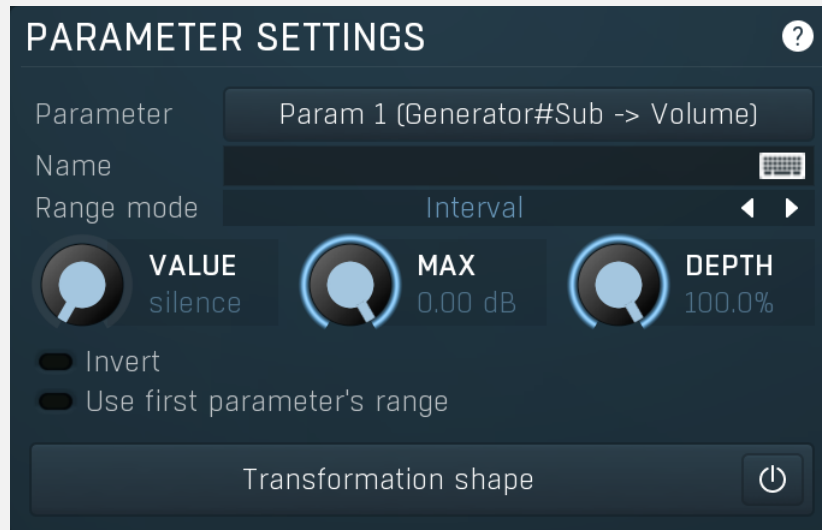 PARAMETER SETTINGS ?
Parameter Param 1 (Generator#Sub -> Volume)
Name
Range mode Interval
VALUE MAX DEPTH
silence 0.00 dB 100.0%
Invert
Use first parameter's range
Transformation shape